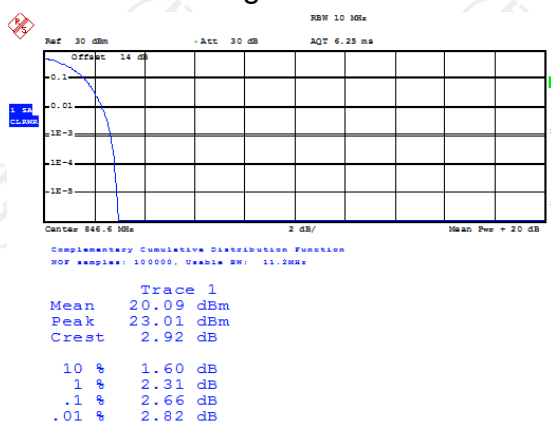 RBW 10 MHz
Ref 30 dBm Att 30 dB AQT 6.25 ms
Offset 14 dB
0.1
0.01
1 SA
CLRWR
1E-3
1E-4
1E-5
Center 846.6 MHz 2 dB/ Mean Pwr + 20 dB
Complementary Cumulative Distribution Function
NOF samples: 100000, Usable BW: 11.2MHz
Trace 1
Mean 20.09 dBm
Peak 23.01 dBm
Crest 2.92 dB
10 % 1.60 dB
1 % 2.31 dB
.1 % 2.66 dB
.01 % 2.82 dB